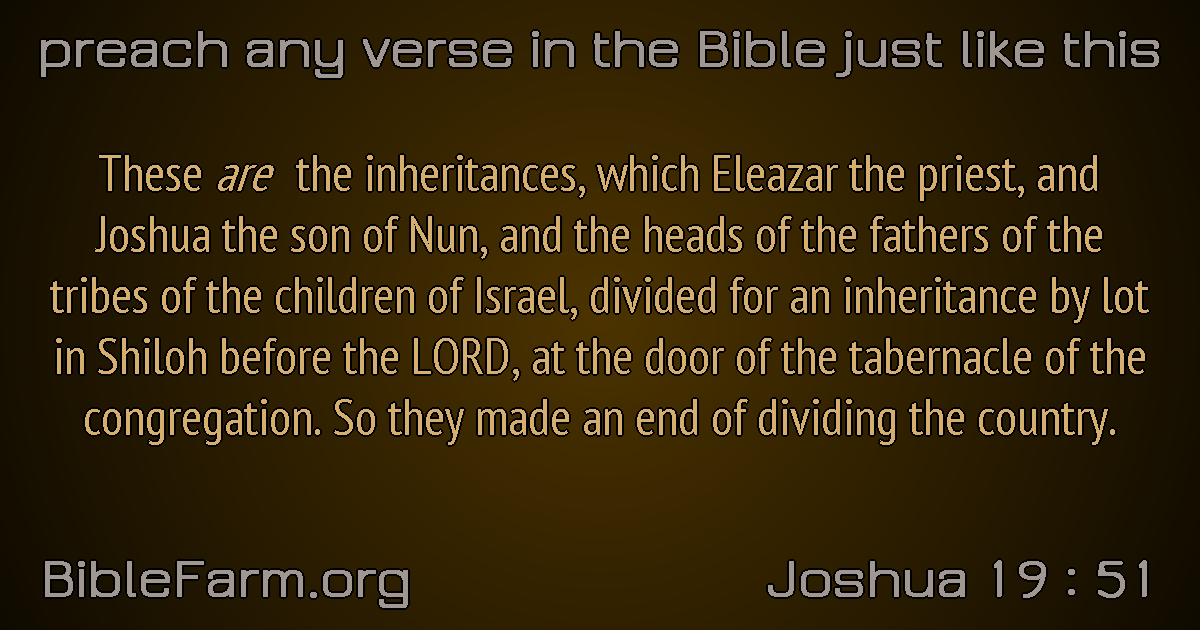 preach any verse in the Bible just like this
These are the inheritances, which Eleazar the priest, and
Joshua the son of Nun, and the heads of the fathers of the
tribes of the children of Israel, divided for an inheritance by lot
in Shiloh before the LORD, at the door of the tabernacle of the
congregation. So they made an end of dividing the country.
BibleFarm.org
Joshua 19 : 51